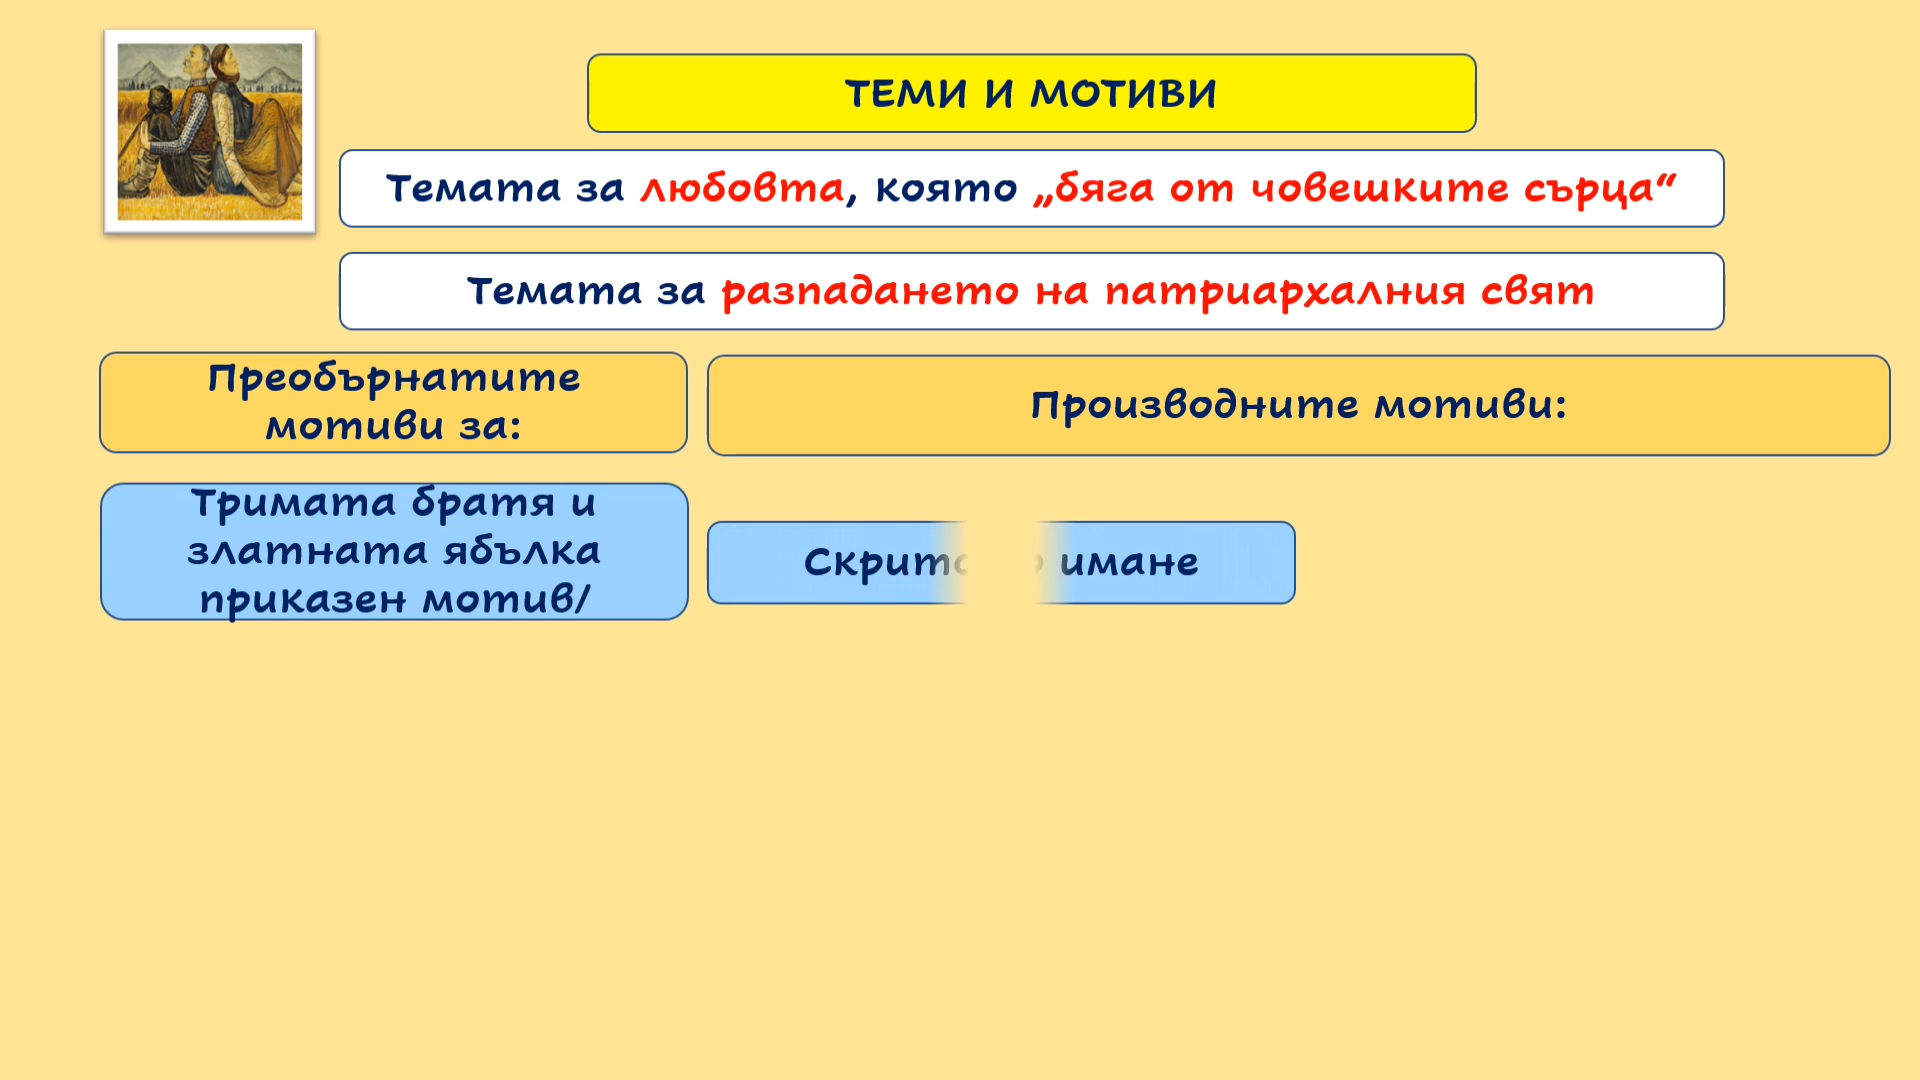 ТЕМИ И МОТИВИ
Темата за любовта, която „бяга от човешките сърца“
Темата за разпадането на патриархалния свят
Преобърнатите
мотиви за:
Производните мотиви:
Тримата братя и
златната ябълка
приказен мотив/
имане